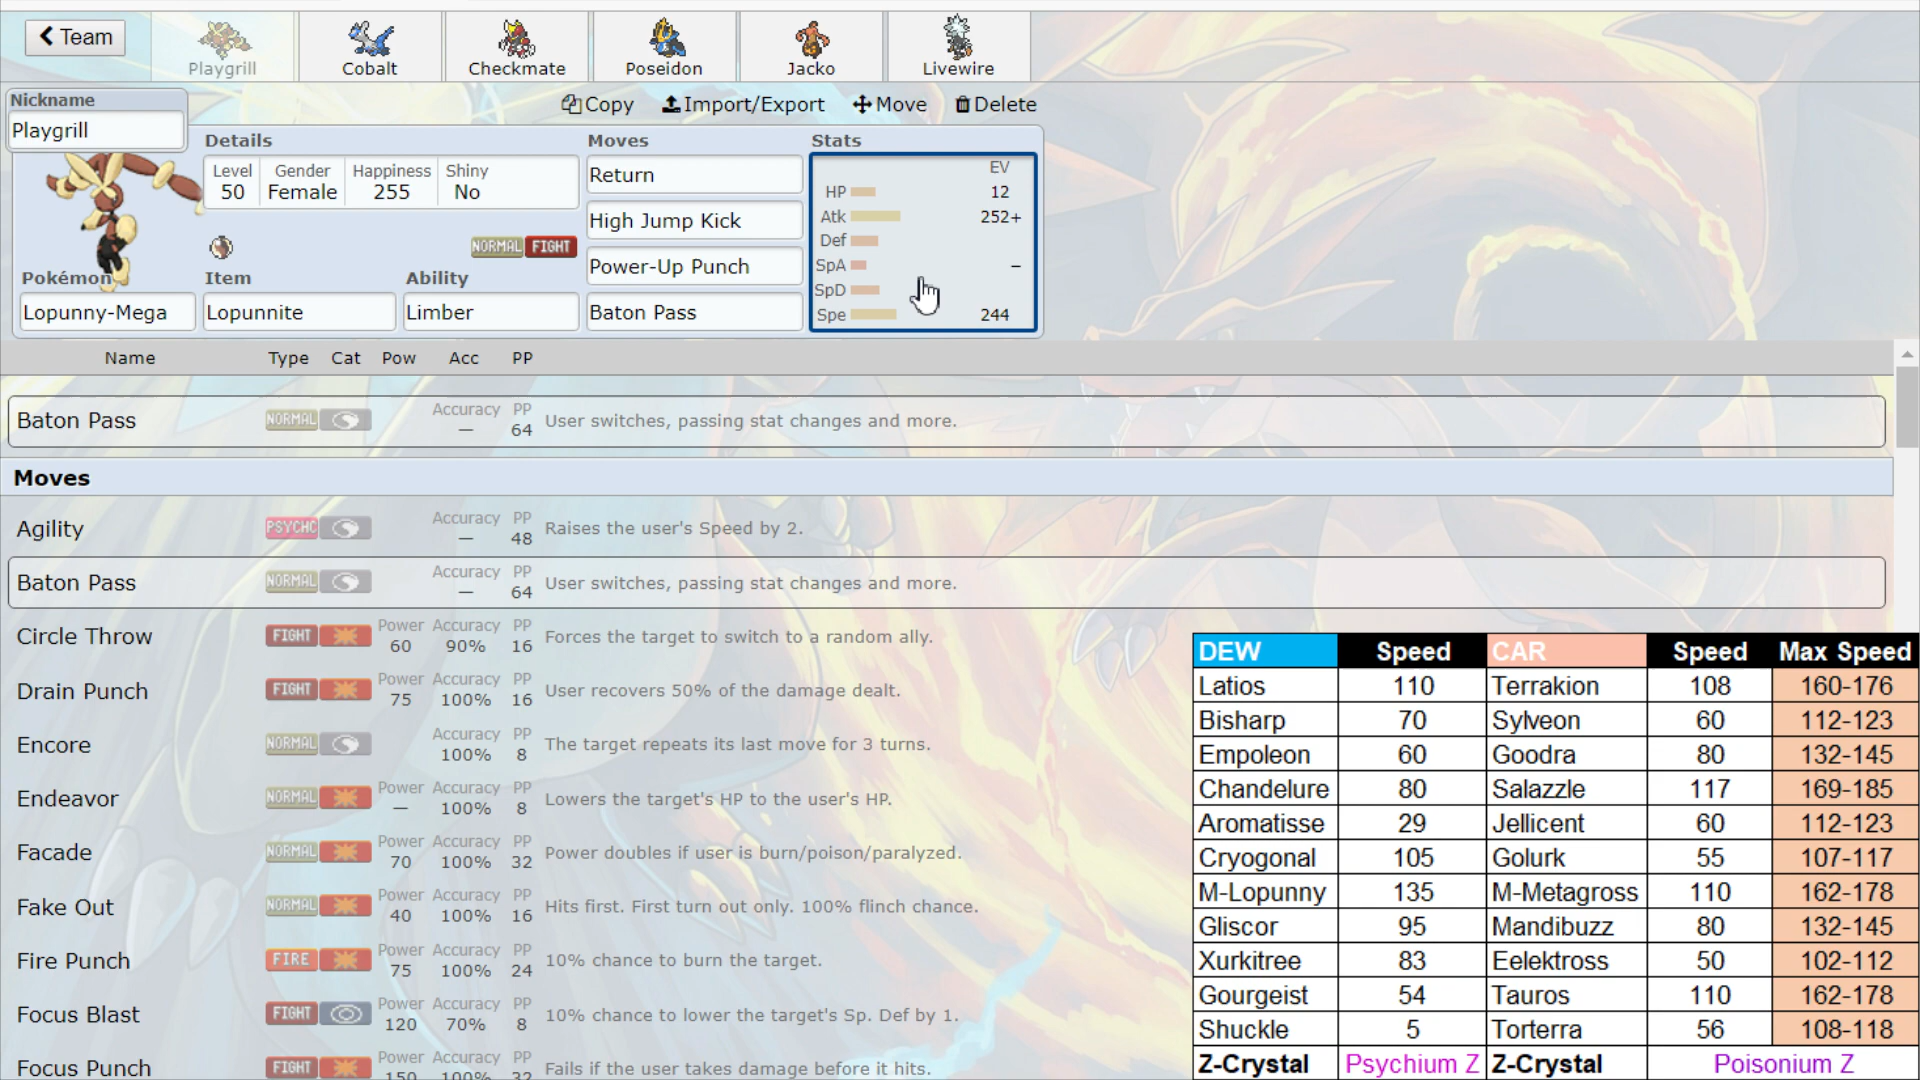 Team
Playgrill
Cobalt
Checkmate
Poseidon
Jacko
Livewire
Nickname
Playgrill
Copy
Import/Export
Move
Delete
Details
Moves
Stats
Level
Gender
Happiness
Shiny
50
Female
255
No
NORMAL FIGHT
Pokémon
Item
Ability
Lopunny-Mega
Lopunnite
Limber
Return
High Jump Kick
Power-Up Punch
Baton Pass
EV
HP 12
Atk 252+
Def
SpA –
SpD
Spe 244
Name Type Cat Pow Acc PP
Baton Pass NORMAL Accuracy — PP 64 User switches, passing stat changes and more.
Moves
Agility PSYCHC Accuracy — PP 48 Raises the user's Speed by 2.
Baton Pass NORMAL Accuracy — PP 64 User switches, passing stat changes and more.
Circle Throw FIGHT Power 60 Accuracy 90% PP 16 Forces the target to switch to a random ally.
Drain Punch FIGHT Power 75 Accuracy 100% PP 16 User recovers 50% of the damage dealt.
Encore NORMAL Accuracy 100% PP 8 The target repeats its last move for 3 turns.
Endeavor NORMAL Power — Accuracy 100% PP 8 Lowers the target's HP to the user's HP.
Facade NORMAL Power 70 Accuracy 100% PP 32 Power doubles if user is burn/poison/paralyzed.
Fake Out NORMAL Power 40 Accuracy 100% PP 16 Hits first. First turn out only. 100% flinch chance.
Fire Punch FIRE Power 75 Accuracy 100% PP 24 10% chance to burn the target.
Focus Blast FIGHT Power 120 Accuracy 70% PP 8 10% chance to lower the target's Sp. Def by 1.
Focus Punch FIGHT Power 150 Accuracy 100% PP 32 Fails if the user takes damage before it hits.
DEW Speed CAR Speed Max Speed
Latios 110 Terrakion 108 160-176
Bisharp 70 Sylveon 60 112-123
Empoleon 60 Goodra 80 132-145
Chandelure 80 Salazzle 117 169-185
Aromatisse 29 Jellicent 60 112-123
Cryogonal 105 Golurk 55 107-117
M-Lopunny 135 M-Metagross 110 162-178
Gliscor 95 Mandibuzz 80 132-145
Xurkitree 83 Eelektross 50 102-112
Gourgeist 54 Tauros 110 162-178
Shuckle 5 Torterra 56 108-118
Z-Crystal Psychium Z Z-Crystal Poisonium Z